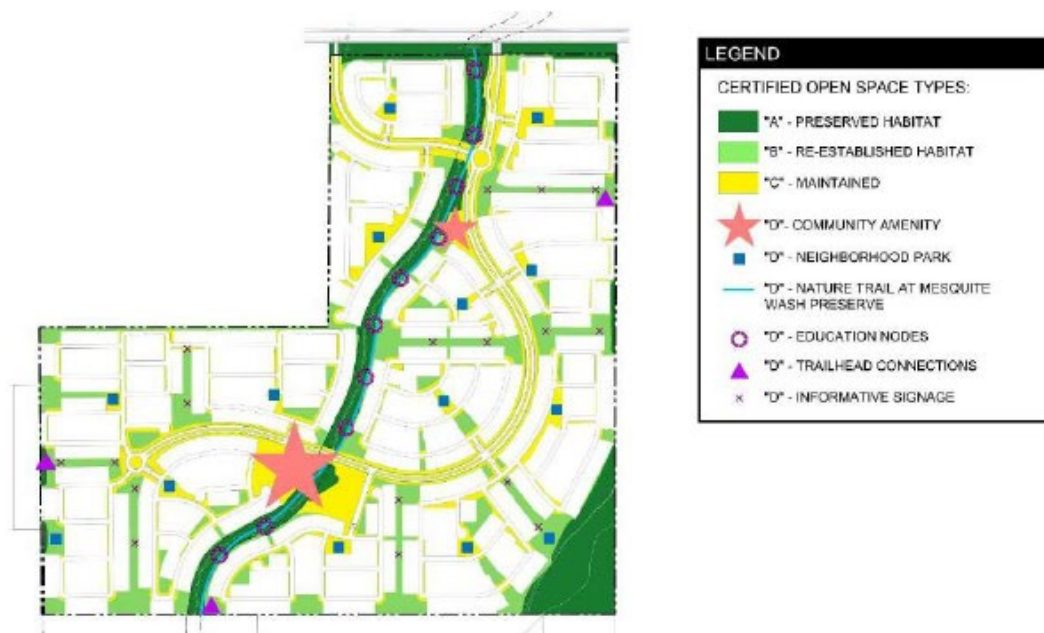 LEGEND
CERTIFIED OPEN SPACE TYPES:
"A" - PRESERVED HABITAT
"B" - RE-ESTABLISHED HABITAT
"C" - MAINTAINED
"D"- COMMUNITY AMENITY
"D" - NEIGHBORHOOD PARK
"D" - NATURE TRAIL AT MESQUITE
WASH PRESERVE
"D" - EDUCATION NODES
"D" - TRAILHEAD CONNECTIONS
"D" - INFORMATIVE SIGNAGE